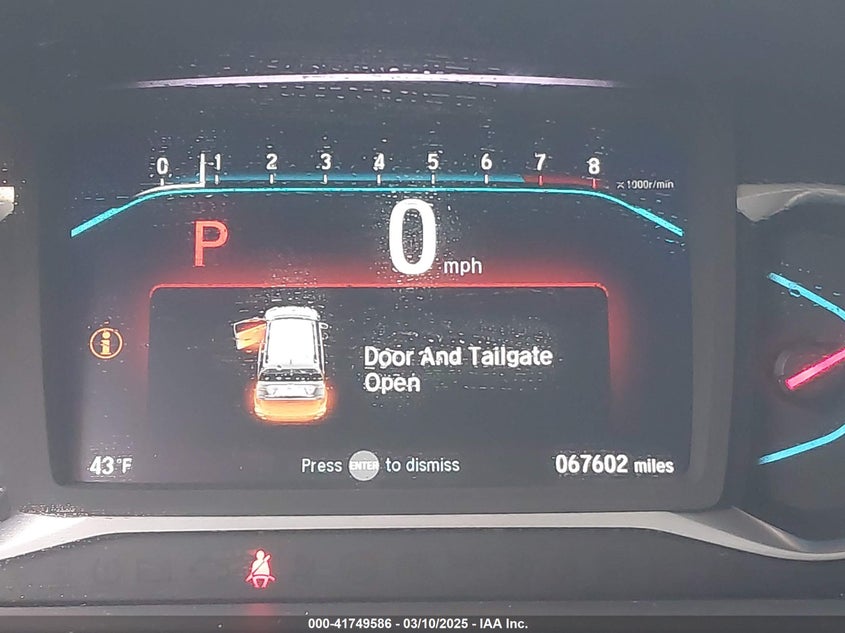 0 1 2 3 4 5 6 7 8
x1000r/min
P 0 mph
Door And Tailgate
Open
43°F
Press ENTER to dismiss
067602 miles
000-41749586 - 03/10/2025 - IAA Inc.